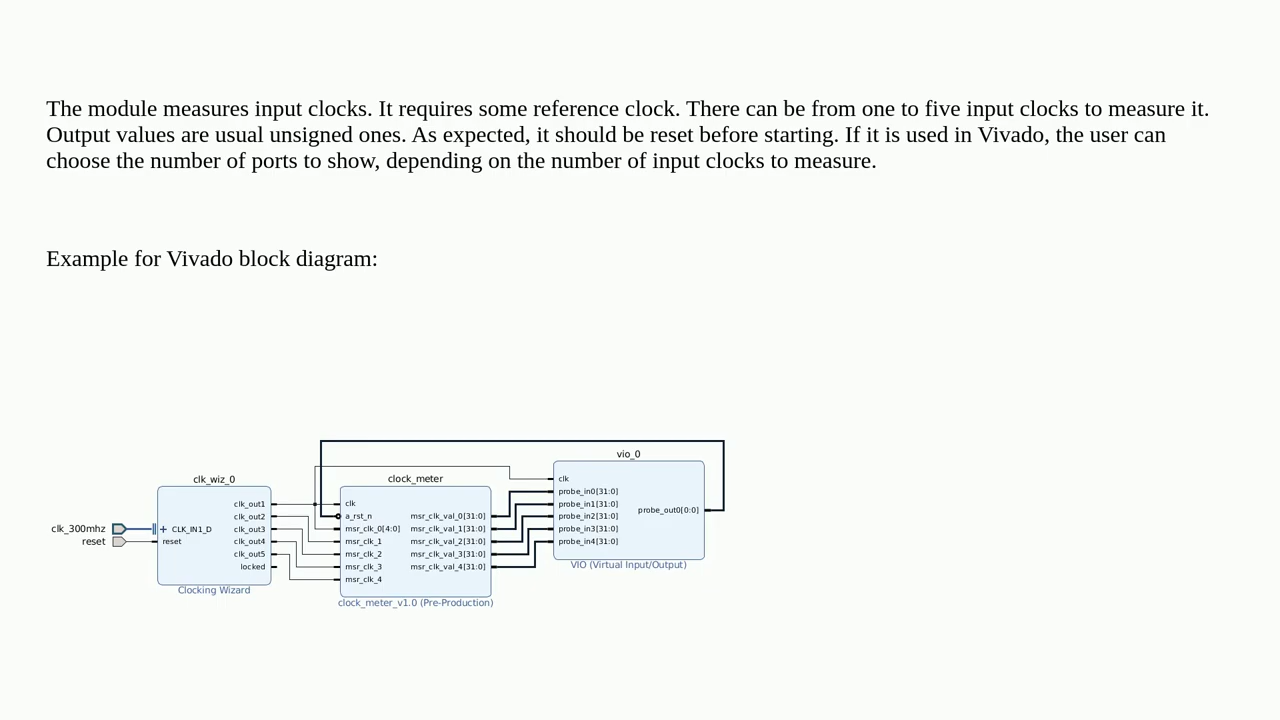 The module measures input clocks. It requires some reference clock. There can be from one to five input clocks to measure it.
Output values are usual unsigned ones. As expected, it should be reset before starting. If it is used in Vivado, the user can
choose the number of ports to show, depending on the number of input clocks to measure.
Example for Vivado block diagram:
clk_300mhz
reset
clk_wiz_0
CLK_IN1_D
reset
clk_out1
clk_out2
clk_out3
clk_out4
clk_out5
locked
Clocking Wizard
clock_meter
clk
a_rst_n
msr_clk_0[4:0]
msr_clk_1
msr_clk_2
msr_clk_3
msr_clk_4
msr_clk_val_0[31:0]
msr_clk_val_1[31:0]
msr_clk_val_2[31:0]
msr_clk_val_3[31:0]
msr_clk_val_4[31:0]
clock_meter_v1.0 (Pre-Production)
vio_0
clk
probe_in0[31:0]
probe_in1[31:0]
probe_in2[31:0]
probe_in3[31:0]
probe_in4[31:0]
probe_out0[0:0]
VIO (Virtual Input/Output)